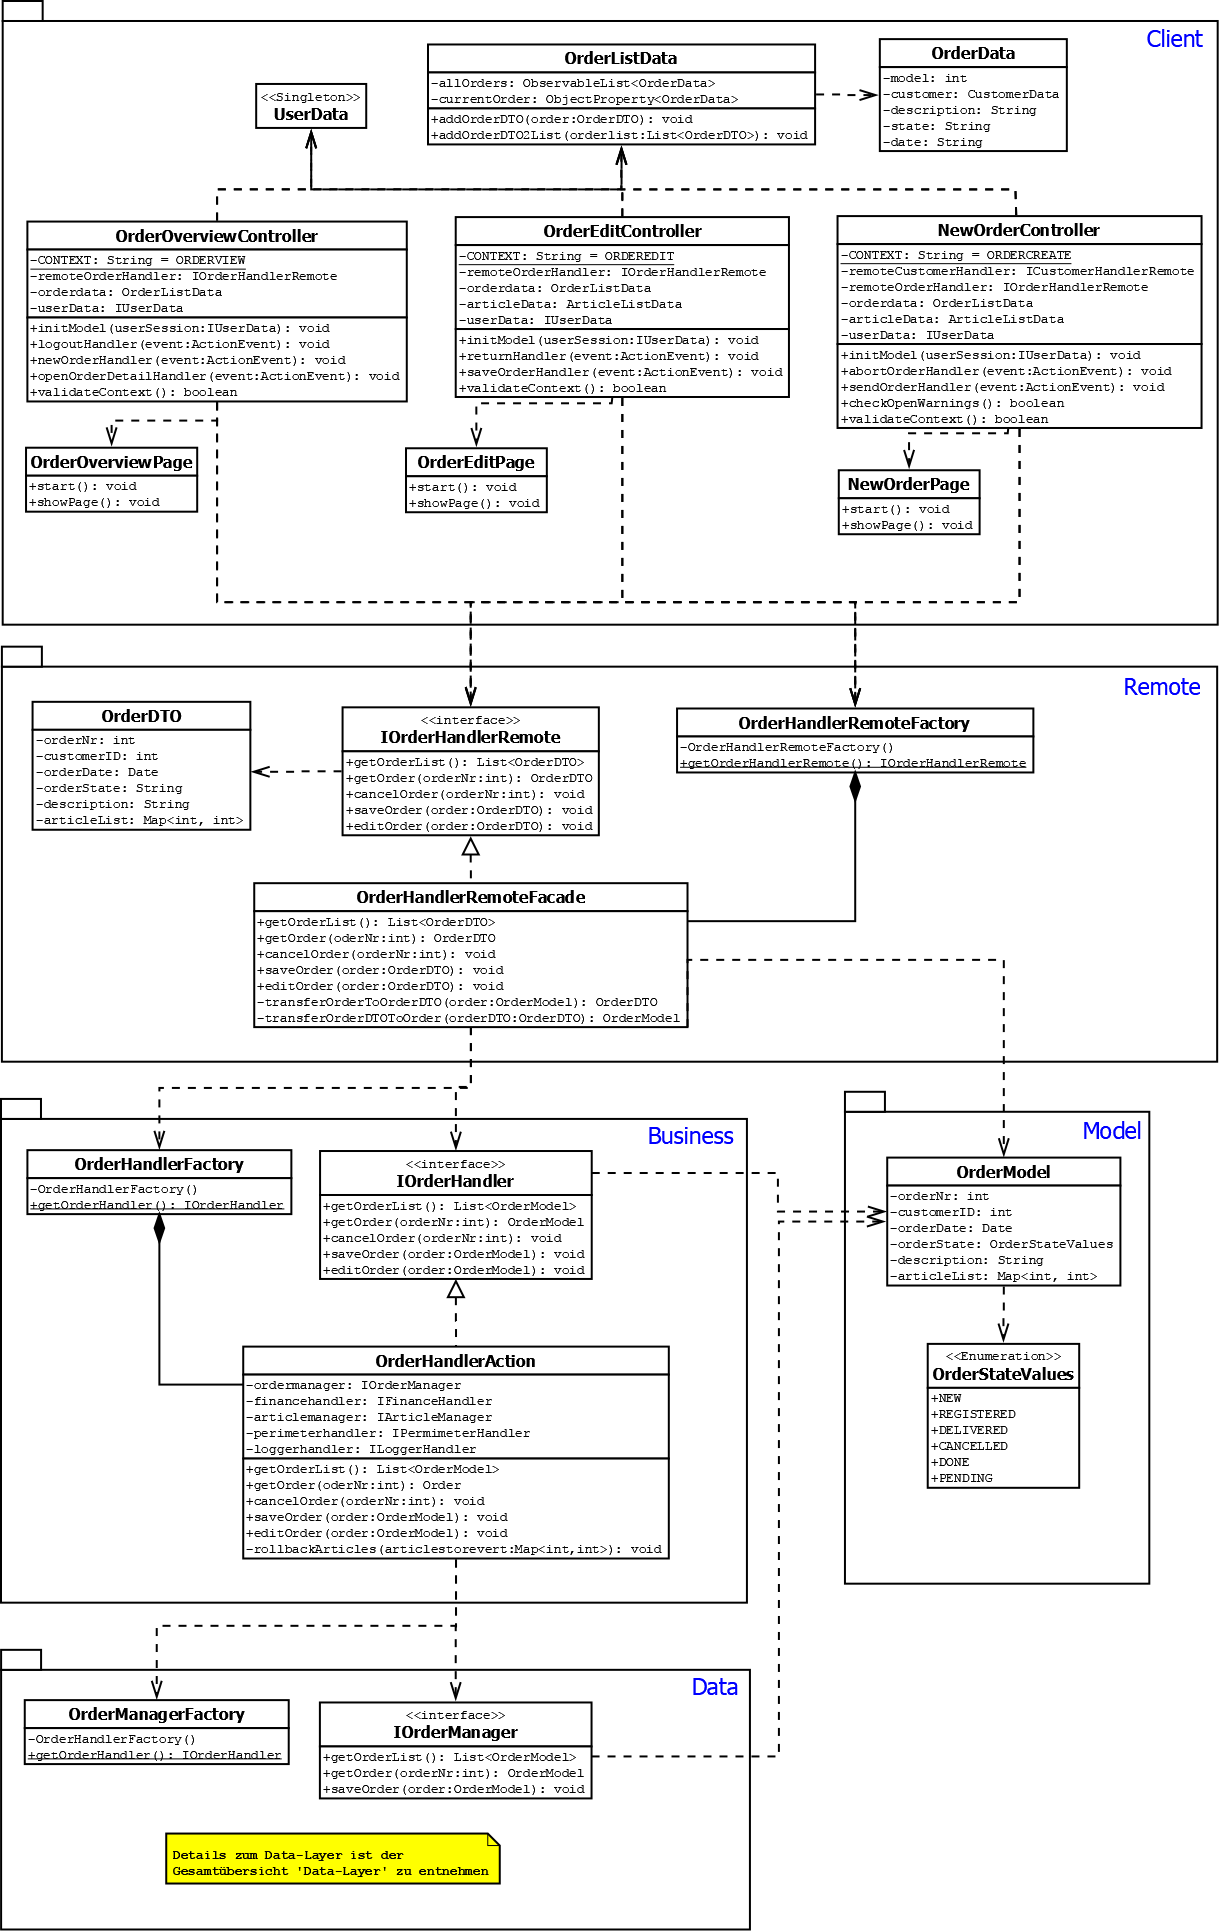 Client
OrderListData
-allOrders: ObservableList<OrderData>
-currentOrder: ObjectProperty<OrderData>
+addOrderDTO(order:OrderDTO): void
+addOrderDTO2List(orderlist:List<OrderDTO>): void
OrderData
-model: int
-customer: CustomerData
-description: String
-state: String
-date: String
<<Singleton>>
UserData
OrderOverviewController
-CONTEXT: String = ORDERVIEW
-remoteOrderHandler: IOrderHandlerRemote
-orderdata: OrderListData
-userData: IUserData
+initModel(userSession:IUserData): void
+logoutHandler(event:ActionEvent): void
+newOrderHandler(event:ActionEvent): void
+openOrderDetailHandler(event:ActionEvent): void
+validateContext(): boolean
OrderEditController
-CONTEXT: String = ORDEREDIT
-remoteOrderHandler: IOrderHandlerRemote
-orderdata: OrderListData
-articleData: ArticleListData
-userData: IUserData
+initModel(userSession:IUserData): void
+returnHandler(event:ActionEvent): void
+saveOrderHandler(event:ActionEvent): void
+validateContext(): boolean
NewOrderController
-CONTEXT: String = ORDERCREATE
-remoteCustomerHandler: ICustomerHandlerRemote
-remoteOrderHandler: IOrderHandlerRemote
-orderdata: OrderListData
-articleData: ArticleListData
-userData: IUserData
+initModel(userSession:IUserData): void
+abortOrderHandler(event:ActionEvent): void
+sendOrderHandler(event:ActionEvent): void
+checkOpenWarnings(): boolean
+validateContext(): boolean
OrderOverviewPage
+start(): void
+showPage(): void
OrderEditPage
+start(): void
+showPage(): void
NewOrderPage
+start(): void
+showPage(): void
Remote
OrderDTO
-orderNr: int
-customerID: int
-orderDate: Date
-orderState: String
-description: String
-articleList: Map<int, int>
<<interface>>
IOrderHandlerRemote
+getOrderList(): List<OrderDTO>
+getOrder(orderNr:int): OrderDTO
+cancelOrder(orderNr:int): void
+saveOrder(order:OrderDTO): void
+editOrder(order:OrderDTO): void
OrderHandlerRemoteFactory
-OrderHandlerRemoteFactory()
+getOrderHandlerRemote(): IOrderHandlerRemote
OrderHandlerRemoteFacade
+getOrderList(): List<OrderDTO>
+getOrder(oderNr:int): OrderDTO
+cancelOrder(orderNr:int): void
+saveOrder(order:OrderDTO): void
+editOrder(order:OrderDTO): void
-transferOrderToOrderDTO(order:OrderModel): OrderDTO
-transferOrderDTOToOrder(orderDTO:OrderDTO): OrderModel
Business
OrderHandlerFactory
-OrderHandlerFactory()
+getOrderHandler(): IOrderHandler
<<interface>>
IOrderHandler
+getOrderList(): List<OrderModel>
+getOrder(orderNr:int): OrderModel
+cancelOrder(orderNr:int): void
+saveOrder(order:OrderModel): void
+editOrder(order:OrderModel): void
OrderHandlerAction
-ordermanager: IOrderManager
-financehandler: IFinanceHandler
-articlemanager: IArticleManager
-perimeterhandler: IPermimeterHandler
-loggerhandler: ILoggerHandler
+getOrderList(): List<OrderModel>
+getOrder(oderNr:int): Order
+cancelOrder(orderNr:int): void
+saveOrder(order:OrderModel): void
+editOrder(order:OrderModel): void
-rollbackArticles(articlestorevert:Map<int,int>): void
Model
OrderModel
-orderNr: int
-customerID: int
-orderDate: Date
-orderState: OrderStateValues
-description: String
-articleList: Map<int, int>
<<Enumeration>>
OrderStateValues
+NEW
+REGISTERED
+DELIVERED
+CANCELLED
+DONE
+PENDING
Data
OrderManagerFactory
-OrderHandlerFactory()
+getOrderHandler(): IOrderHandler
<<interface>>
IOrderManager
+getOrderList(): List<OrderModel>
+getOrder(orderNr:int): OrderModel
+saveOrder(order:OrderModel): void
Details zum Data-Layer ist der
Gesamtübersicht 'Data-Layer' zu entnehmen